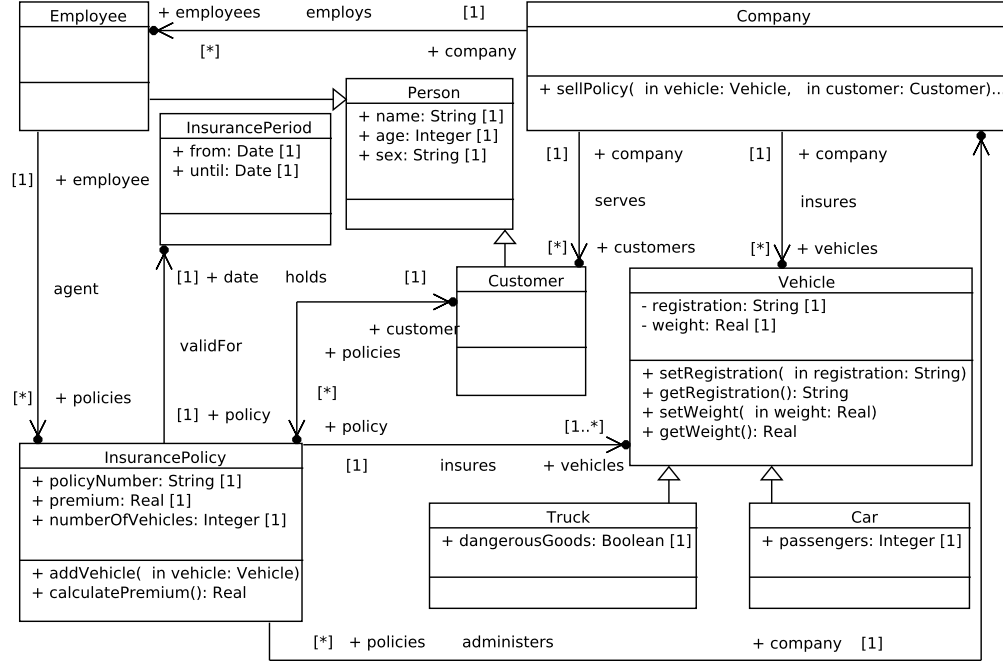 Employee
+ employees employs [1]
[*] + company
Company
+ sellPolicy( in vehicle: Vehicle, in customer: Customer)...
Person
+ name: String [1]
+ age: Integer [1]
+ sex: String [1]
InsurancePeriod
+ from: Date [1]
+ until: Date [1]
[1] + employee
agent
[*] + policies
[1] + company
serves
[*] + customers
[1] + company
insures
[*] + vehicles
[1] + date holds [1]
+ customer
validFor
+ policies
[*]
[1] + policy
Customer
Vehicle
- registration: String [1]
- weight: Real [1]
+ setRegistration( in registration: String)
+ getRegistration(): String
+ setWeight( in weight: Real)
+ getWeight(): Real
+ policy [1..*]
[1] insures + vehicles
InsurancePolicy
+ policyNumber: String [1]
+ premium: Real [1]
+ numberOfVehicles: Integer [1]
+ addVehicle( in vehicle: Vehicle)
+ calculatePremium(): Real
Truck
+ dangerousGoods: Boolean [1]
Car
+ passengers: Integer [1]
[*] + policies administers + company [1]